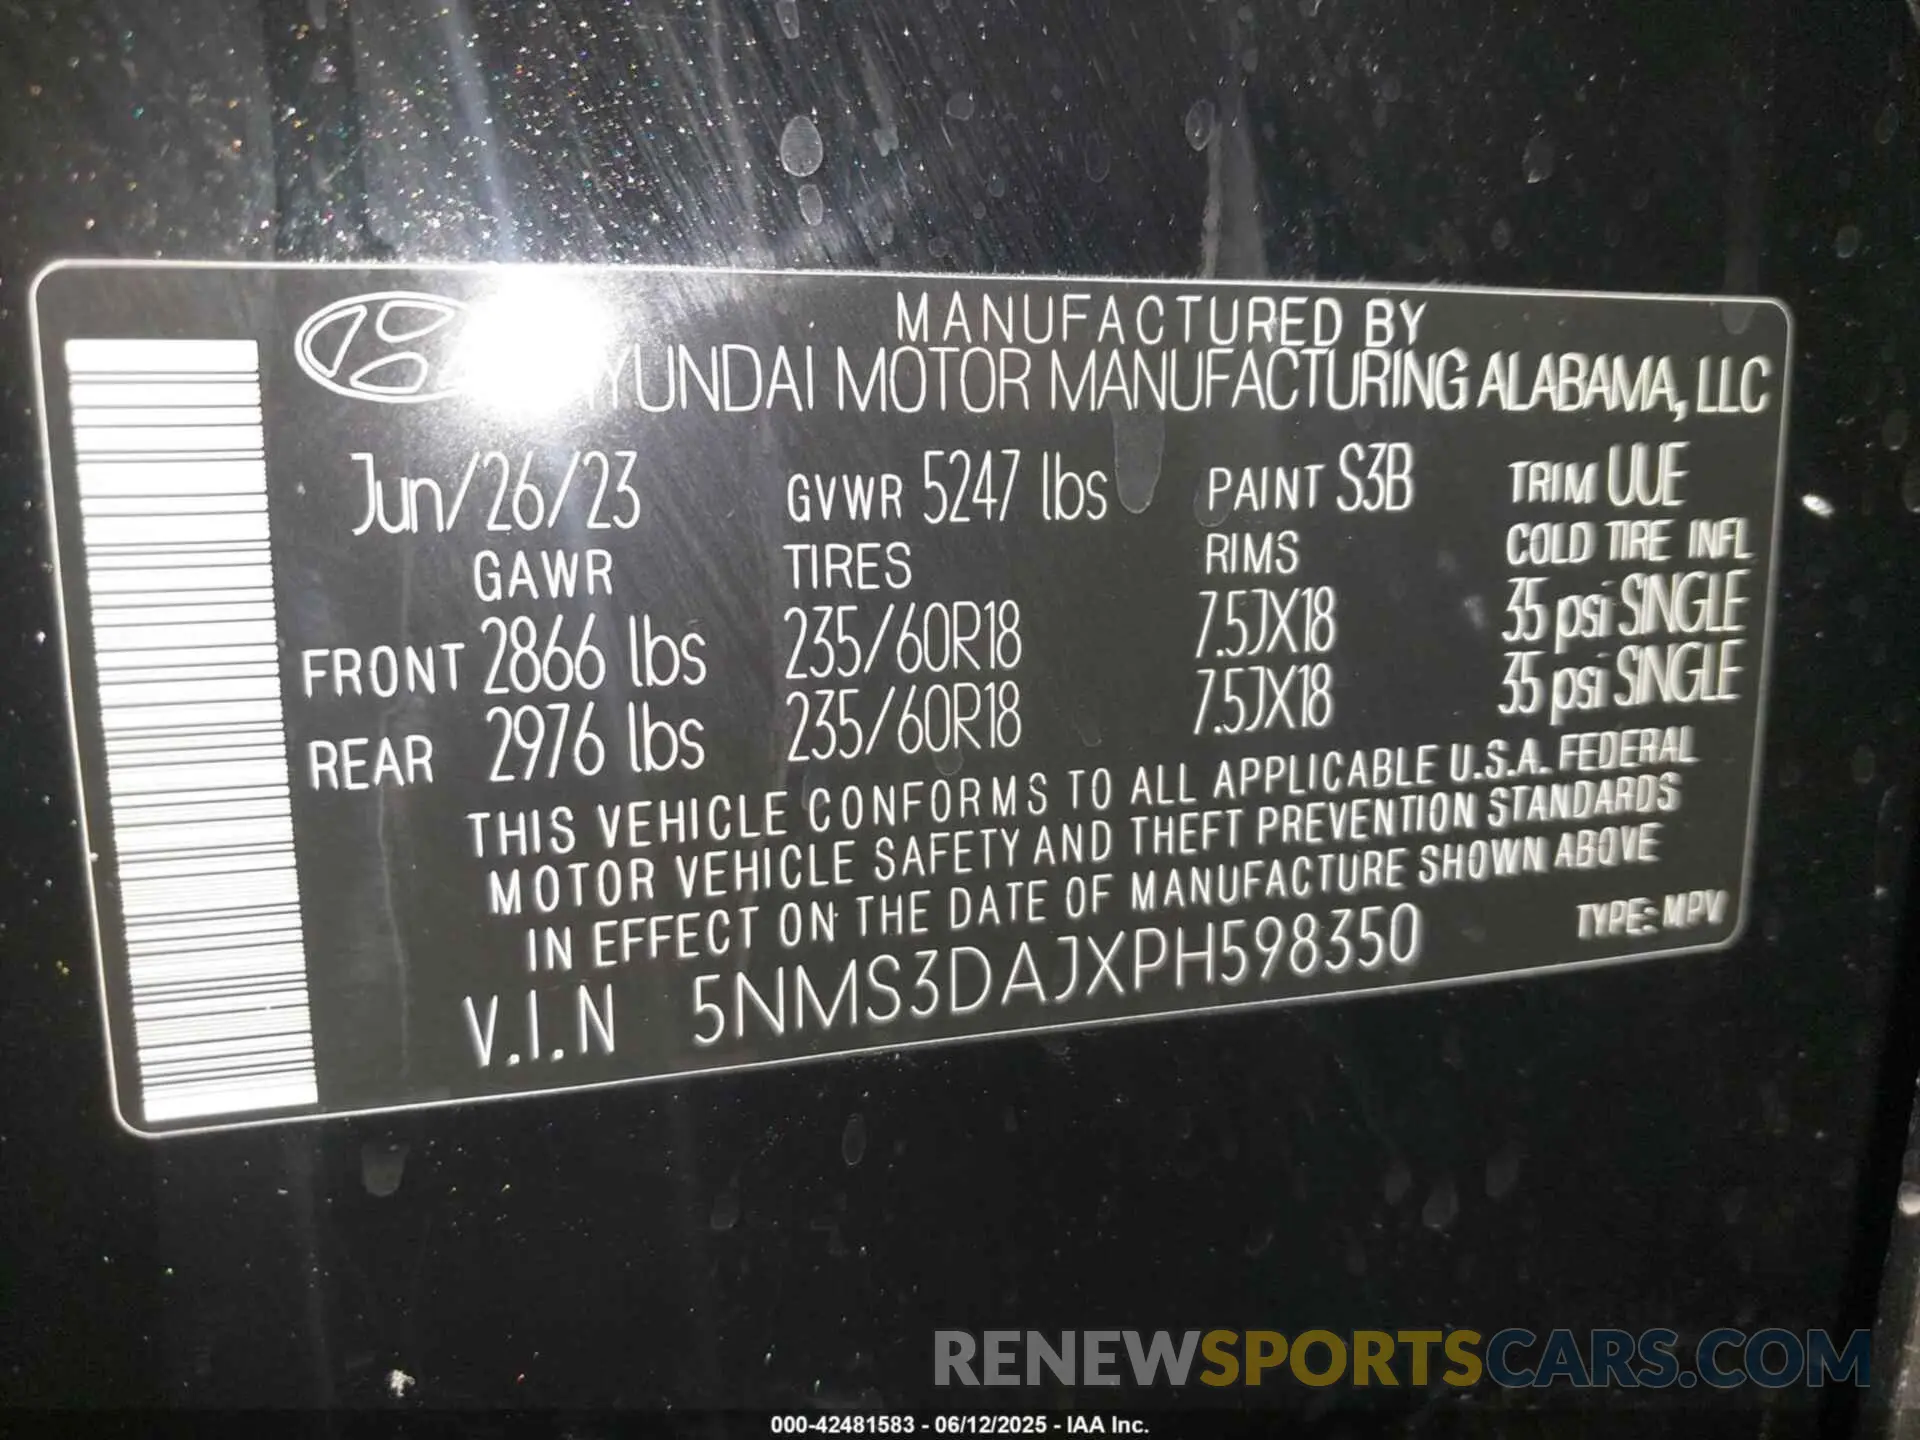 MANUFACTURED BY
HYUNDAI MOTOR MANUFACTURING ALABAMA, LLC
Jun/26/23 GVWR 5247 lbs PAINT S3B TRIM UUE
GAWR TIRES RIMS COLD TIRE INFL
FRONT 2866 lbs 235/60R18 7.5JX18 35 psi SINGLE
REAR 2976 lbs 235/60R18 7.5JX18 35 psi SINGLE
THIS VEHICLE CONFORMS TO ALL APPLICABLE U.S.A. FEDERAL
MOTOR VEHICLE SAFETY AND THEFT PREVENTION STANDARDS
IN EFFECT ON THE DATE OF MANUFACTURE SHOWN ABOVE
V.I.N 5NMS3DAJXPH598350 TYPE: MPV
RENEWSPORTSCARS.COM
000-42481583 - 06/12/2025 - IAA Inc.